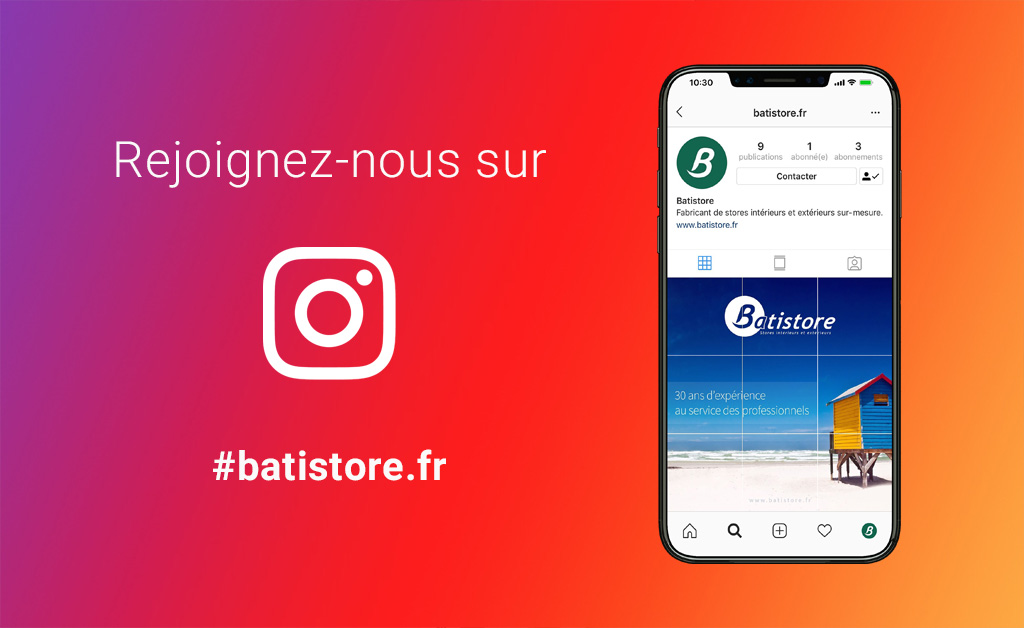 Rejoignez-nous sur
#batistore.fr
10:30
batistore.fr
9 1 3
publications abonné(e) abonnements
Contacter
Batistore
Fabricant de stores intérieurs et extérieurs sur-mesure.
www.batistore.fr
Batistore
Stores intérieurs et extérieurs
30 ans d'expérience
au service des professionnels
www.batistore.fr